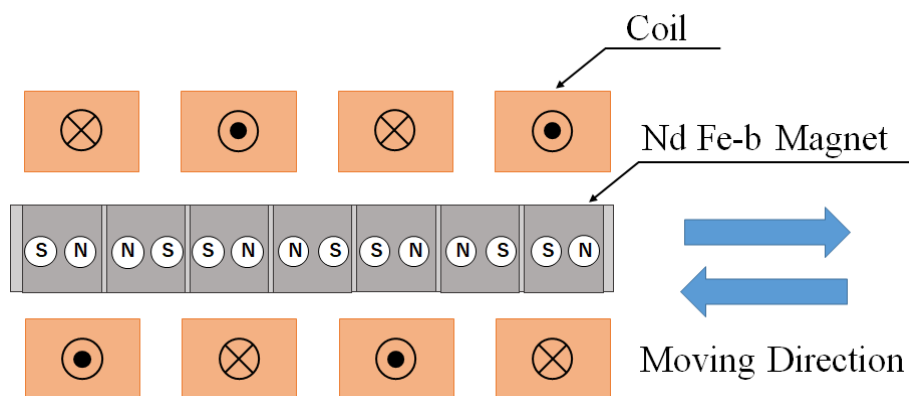 Coil
Nd Fe-b Magnet
S N N S S N N S S N N S S N
Moving Direction